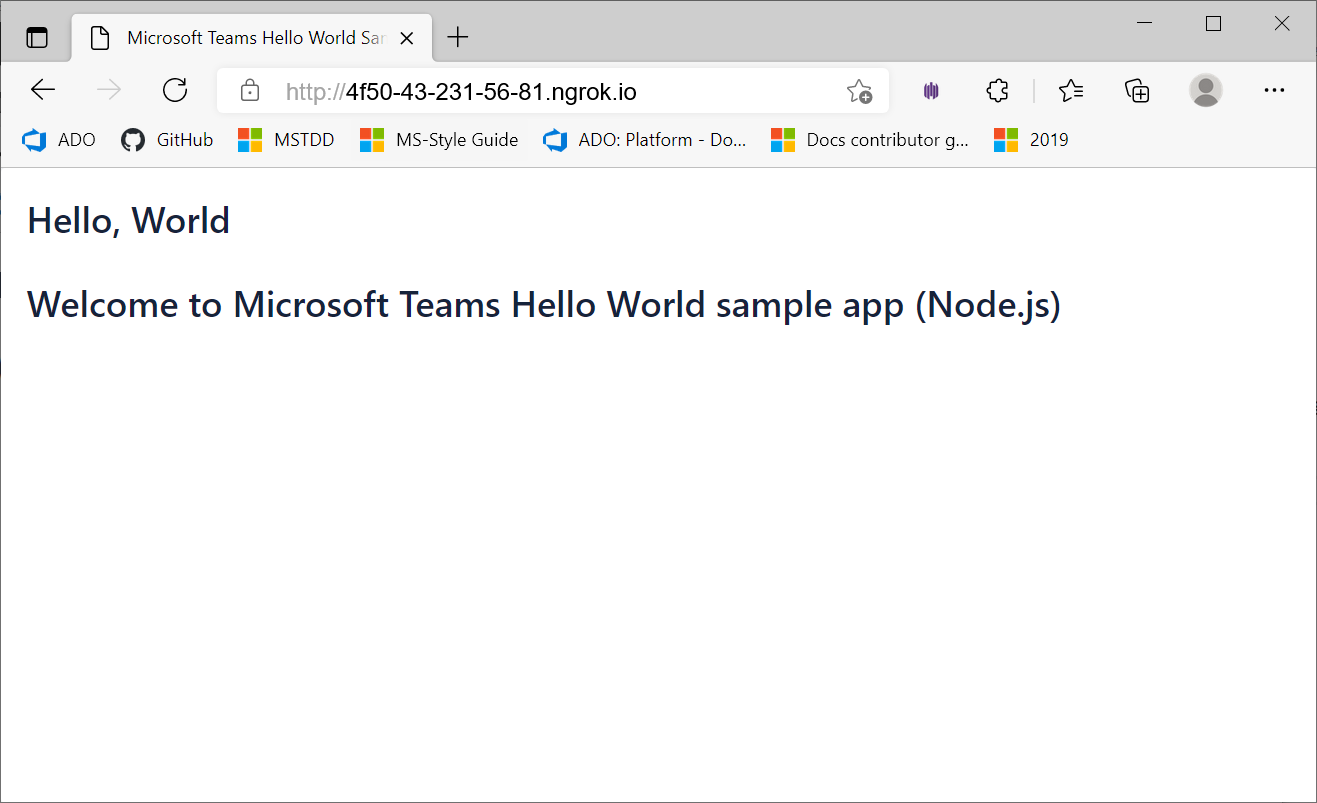 Microsoft Teams Hello World Sar
http://4f50-43-231-56-81.ngrok.io
ADO GitHub MSTDD MS-Style Guide ADO: Platform - Do... Docs contributor g... 2019
Hello, World
Welcome to Microsoft Teams Hello World sample app (Node.js)